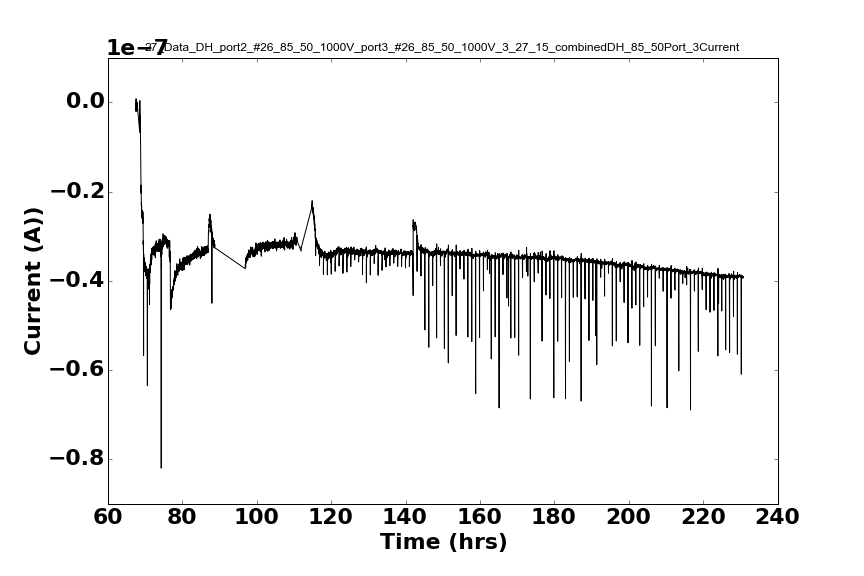 1e−7
27_Data_DH_port2_#26_85_50_1000V_port3_#26_85_50_1000V_3_27_15_combinedDH_85_50Port_3Current
0.0
−0.2
−0.4
−0.6
−0.8
Current (A))
60 80 100 120 140 160 180 200 220 240
Time (hrs)